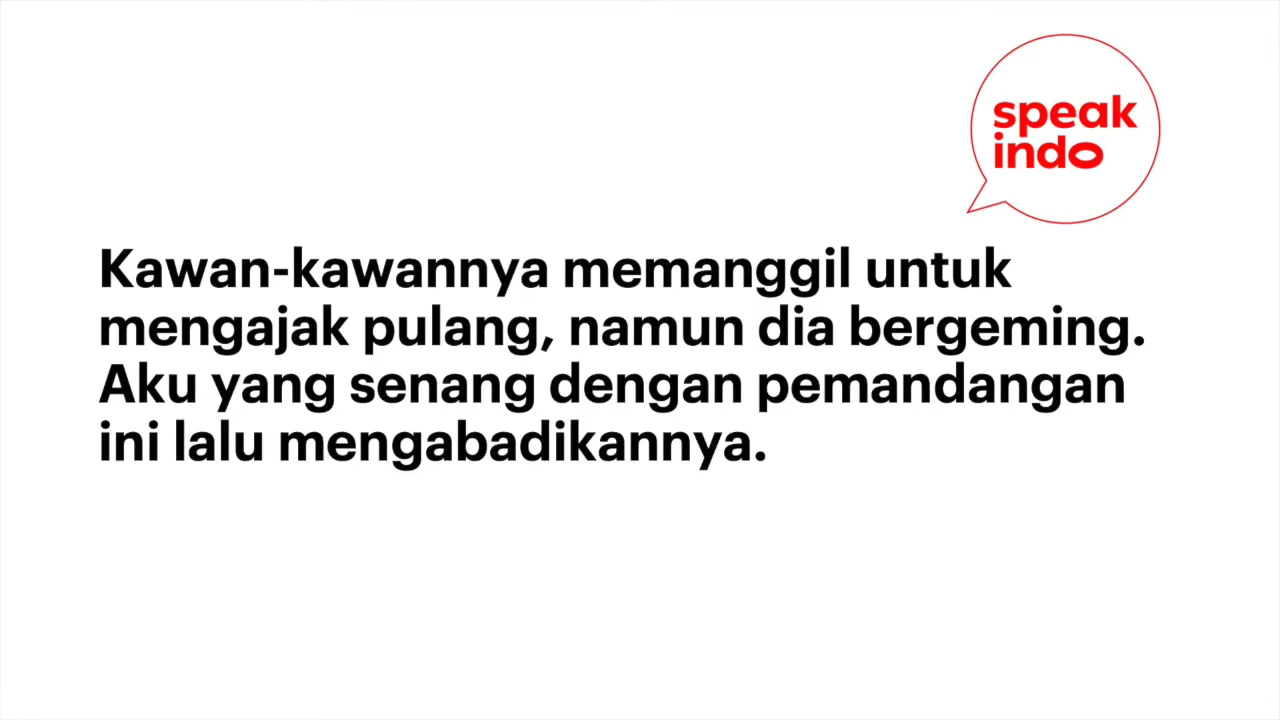 speak
indo
Kawan-kawannya memanggil untuk
mengajak pulang, namun dia bergeming.
Aku yang senang dengan pemandangan
ini lalu mengabadikannya.